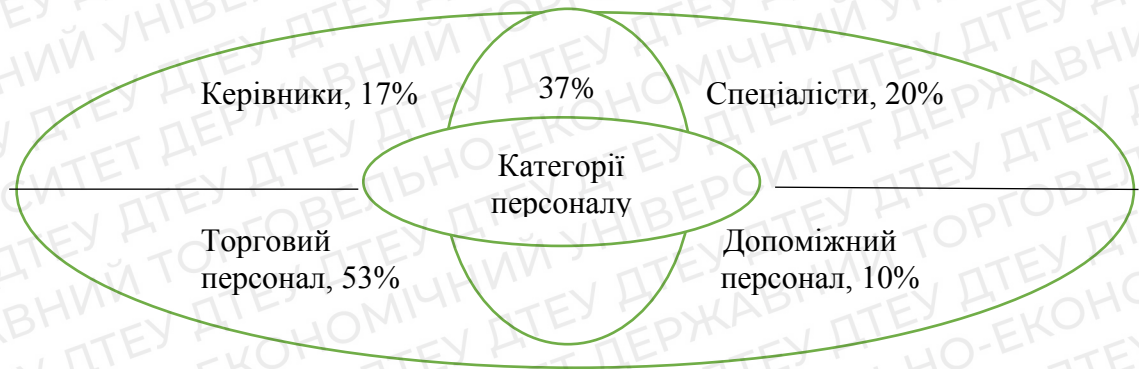 Керівники, 17%
37%
Спеціалісти, 20%
Категорії
персоналу
Торговий
персонал, 53%
Допоміжний
персонал, 10%